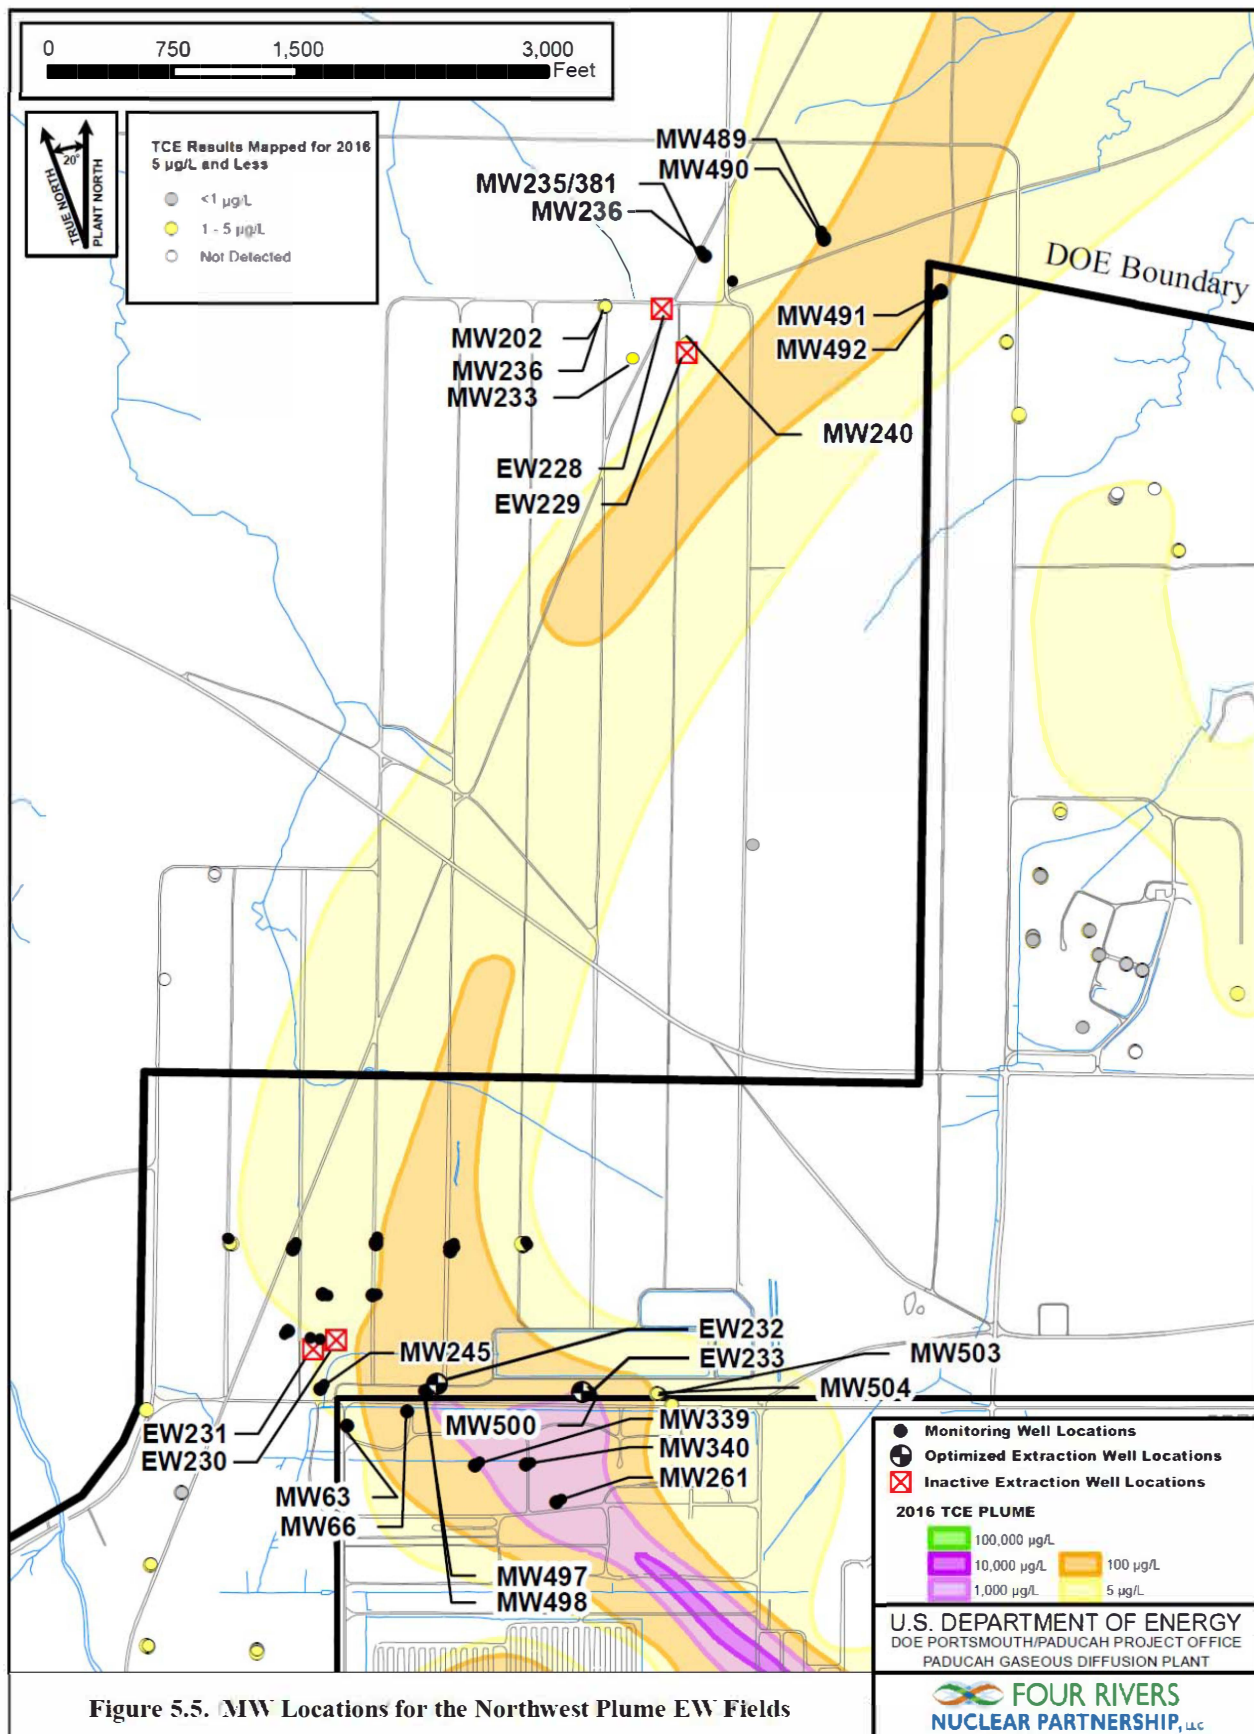 0 750 1,500 3,000
Feet
TRUE NORTH
20°
PLANT NORTH
TCE Results Mapped for 2016
5 µg/L and Less
<1 µg/L
1 - 5 µg/L
Not Detected
MW489
MW490
MW235/381
MW236
DOE Boundary
MW491
MW492
MW202
MW236
MW233
MW240
EW228
EW229
EW232
EW233
MW245
MW503
MW504
MW500
MW339
MW340
MW261
EW231
EW230
MW63
MW66
MW497
MW498
Monitoring Well Locations
Optimized Extraction Well Locations
Inactive Extraction Well Locations
2016 TCE PLUME
100,000 µg/L
10,000 µg/L 100 µg/L
1,000 µg/L 5 µg/L
U.S. DEPARTMENT OF ENERGY
DOE PORTSMOUTH/PADUCAH PROJECT OFFICE
PADUCAH GASEOUS DIFFUSION PLANT
Figure 5.5. MW Locations for the Northwest Plume EW Fields
FOUR RIVERS
NUCLEAR PARTNERSHIP, LLC